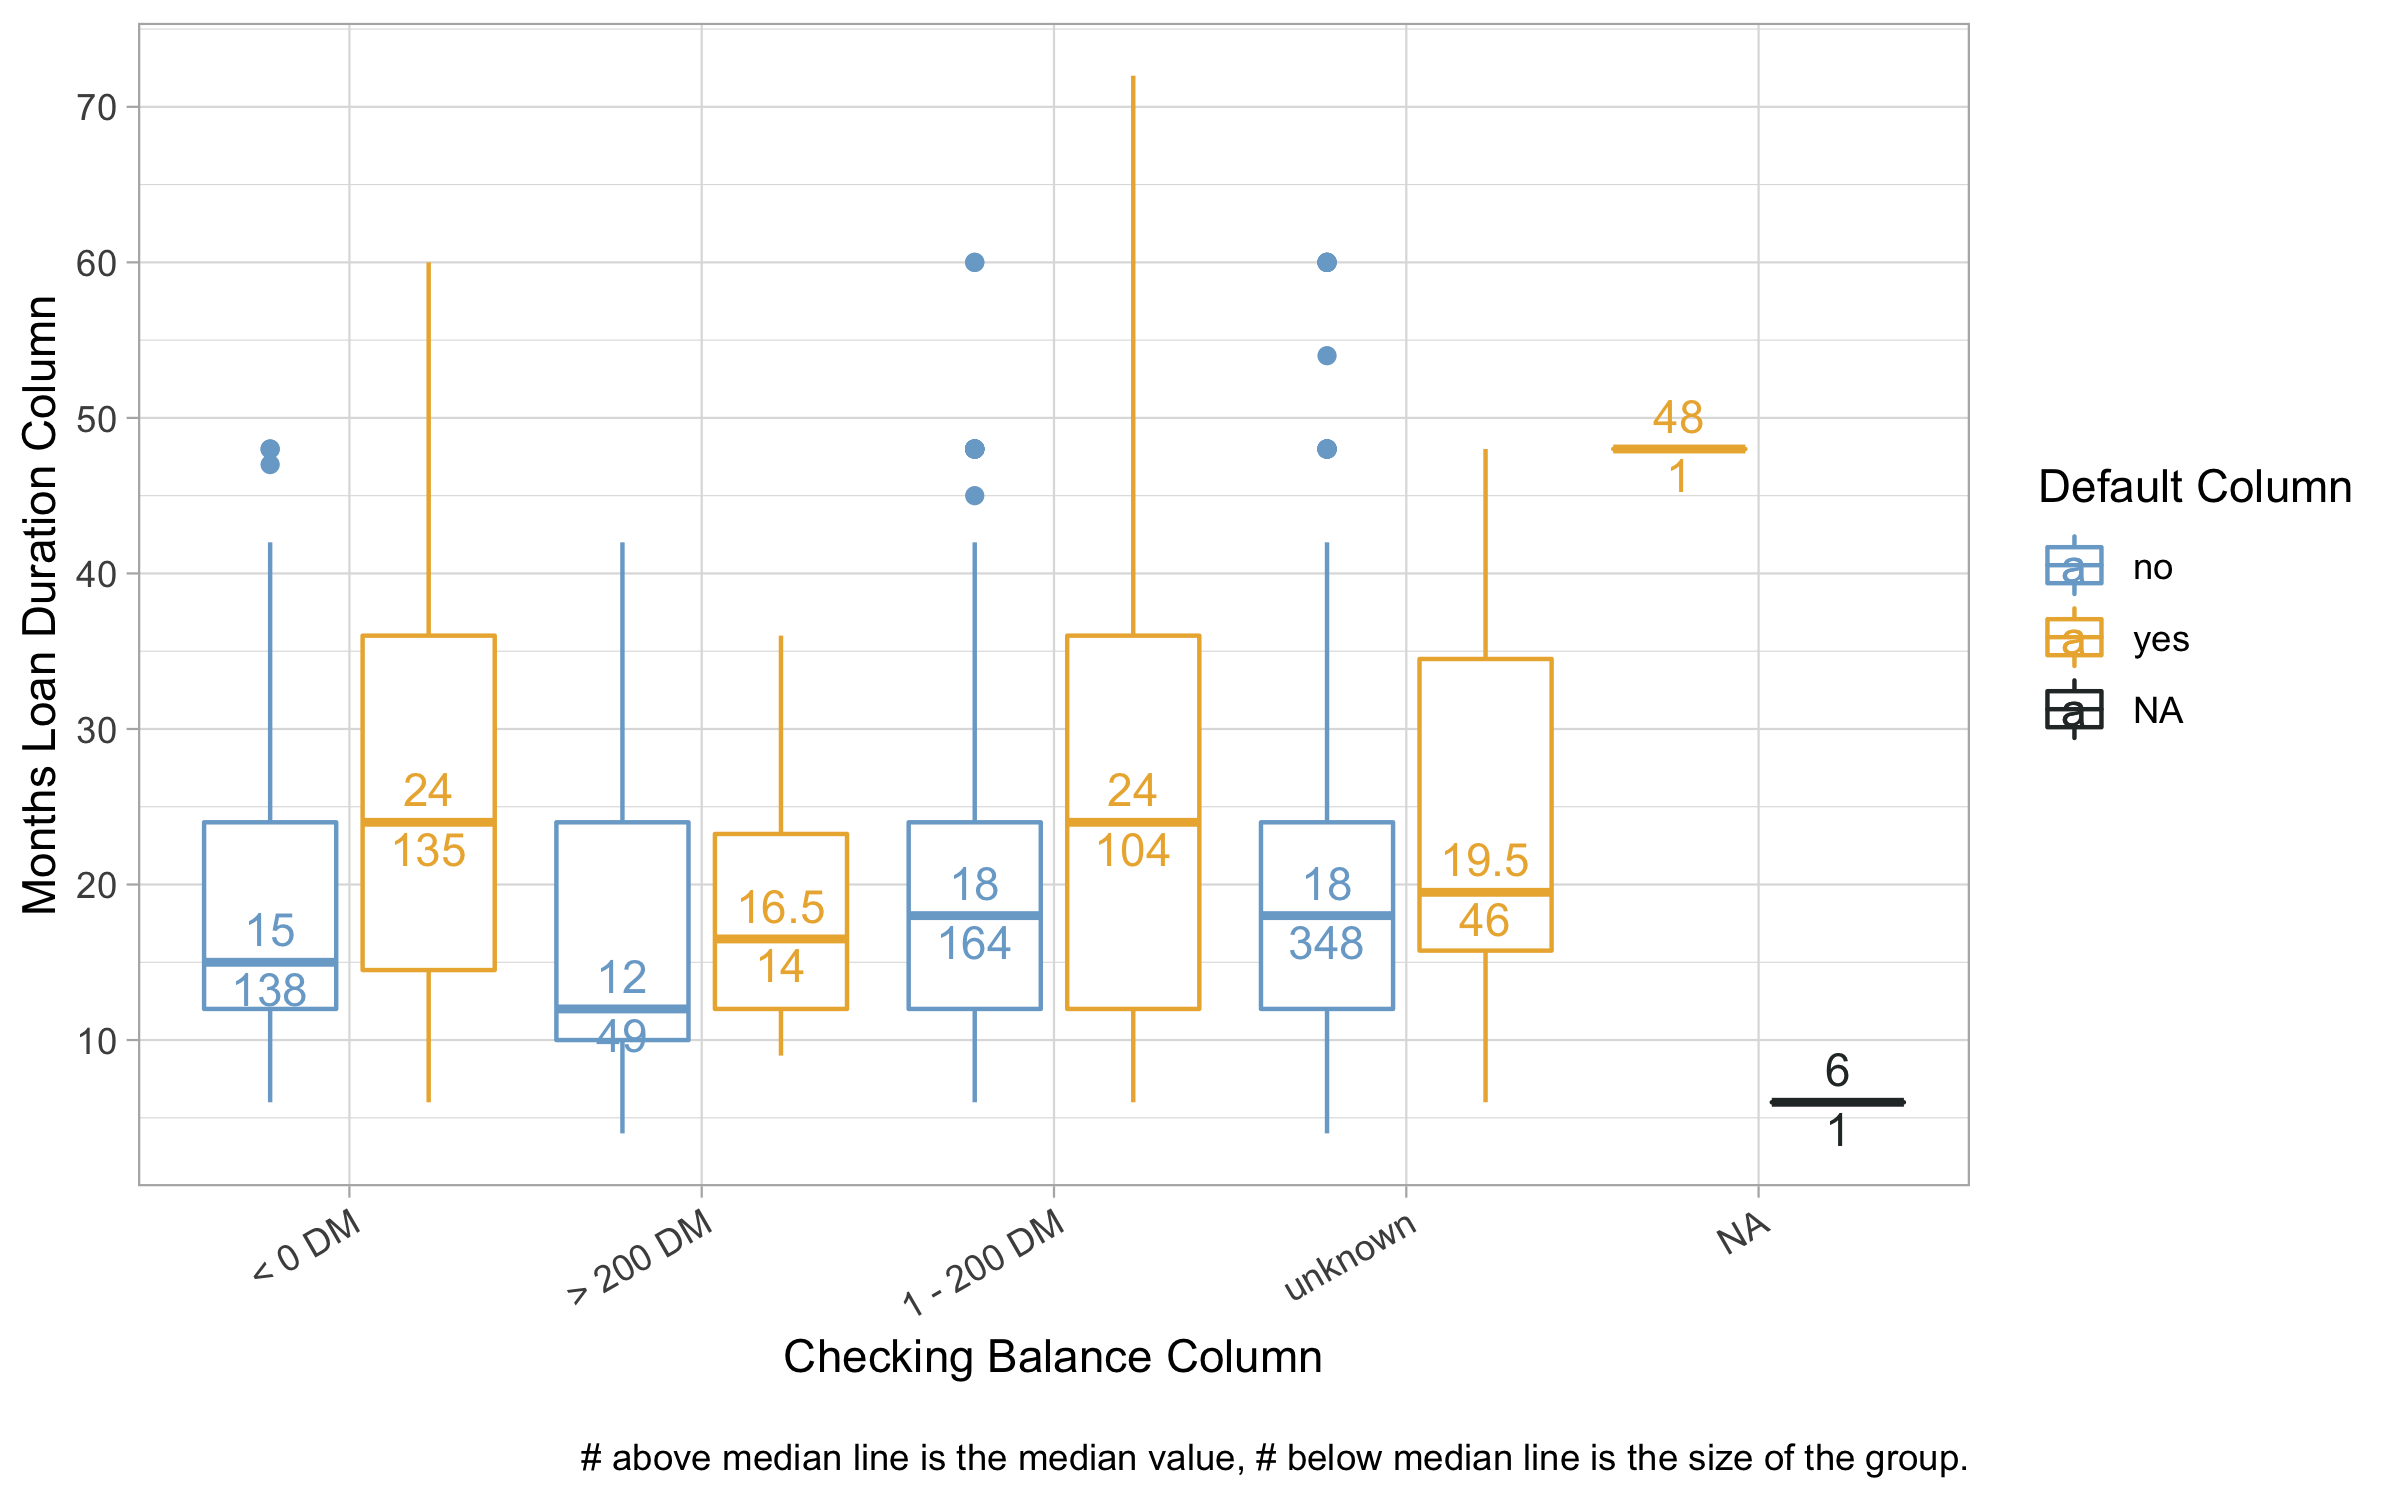 Months Loan Duration Column
70
60
50
40
30
20
10
15
138
24
135
12
49
16.5
14
18
164
24
104
18
348
19.5
46
48
1
6
1
< 0 DM
> 200 DM
1 - 200 DM
unknown
NA
Checking Balance Column
Default Column
a no
a yes
a NA
# above median line is the median value, # below median line is the size of the group.